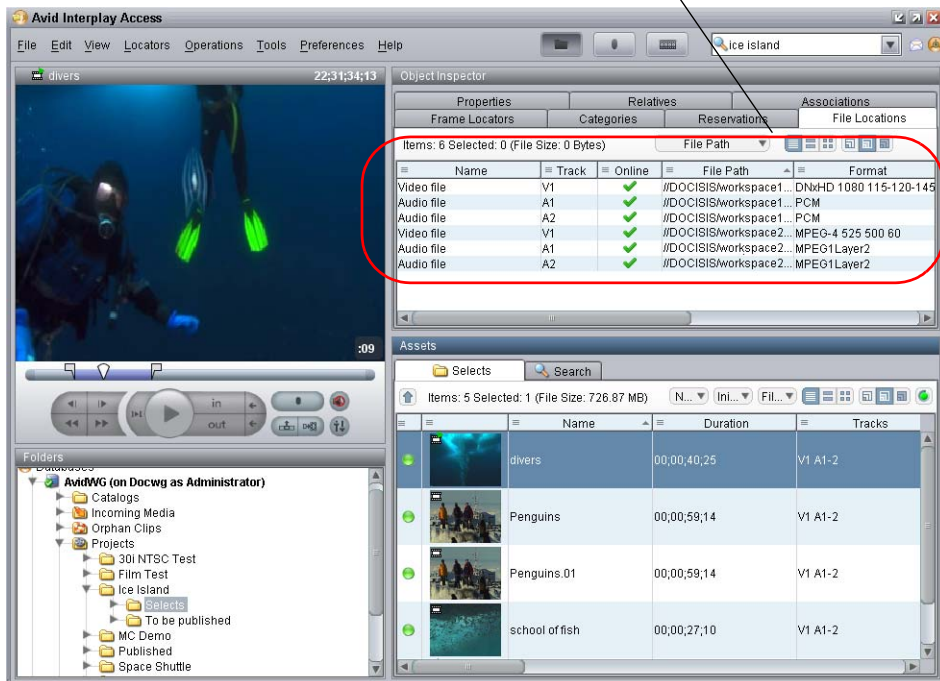 Avid Interplay Access
File Edit View Locators Operations Tools Preferences Help
ice island
divers 22;31;34;13
:09
in
out
Object Inspector
Properties Relatives Associations
Frame Locators Categories Reservations File Locations
Items: 6 Selected: 0 (File Size: 0 Bytes) File Path
Name Track Online File Path Format
Video file V1 //DOCISIS/workspace1... DNxHD 1080 115-120-145
Audio file A1 //DOCISIS/workspace1... PCM
Audio file A2 //DOCISIS/workspace1... PCM
Video file V1 //DOCISIS/workspace2... MPEG-4 525 500 60
Audio file A1 //DOCISIS/workspace2... MPEG1Layer2
Audio file A2 //DOCISIS/workspace2... MPEG1Layer2
Folders
Databases
AvidWG (on Docwg as Administrator)
Catalogs
Incoming Media
Orphan Clips
Projects
30i NTSC Test
Film Test
Ice Island
Selects
To be published
MC Demo
Published
Space Shuttle
Assets
Selects Search
Items: 5 Selected: 1 (File Size: 726.87 MB) N... Ini... Fil...
Name Duration Tracks
divers 00;00;40;25 V1 A1-2
Penguins 00;00;59;14 V1 A1-2
Penguins.01 00;00;59;14 V1 A1-2
school of fish 00;00;27;10 V1 A1-2